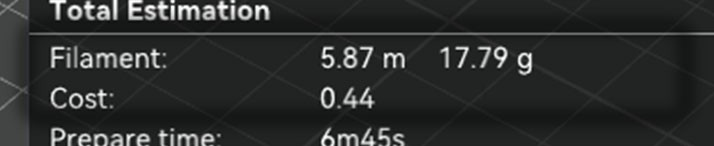 Total Estimation
Filament: 5.87 m 17.79 g
Cost: 0.44
Prepare time: 6m45s